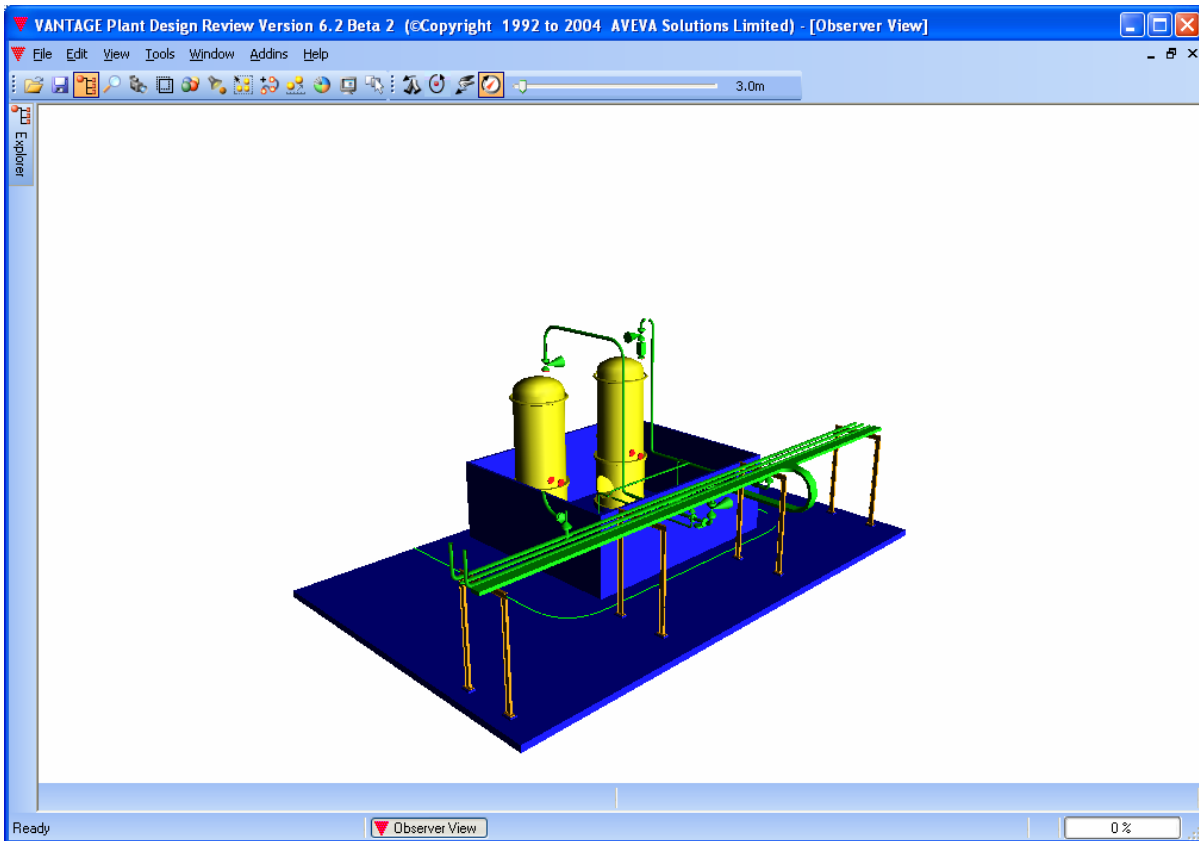 VANTAGE Plant Design Review Version 6.2 Beta 2 (©Copyright 1992 to 2004 AVEVA Solutions Limited) - [Observer View]
File Edit View Tools Window Addins Help
3.0m
Explorer
Ready
Observer View
0 %